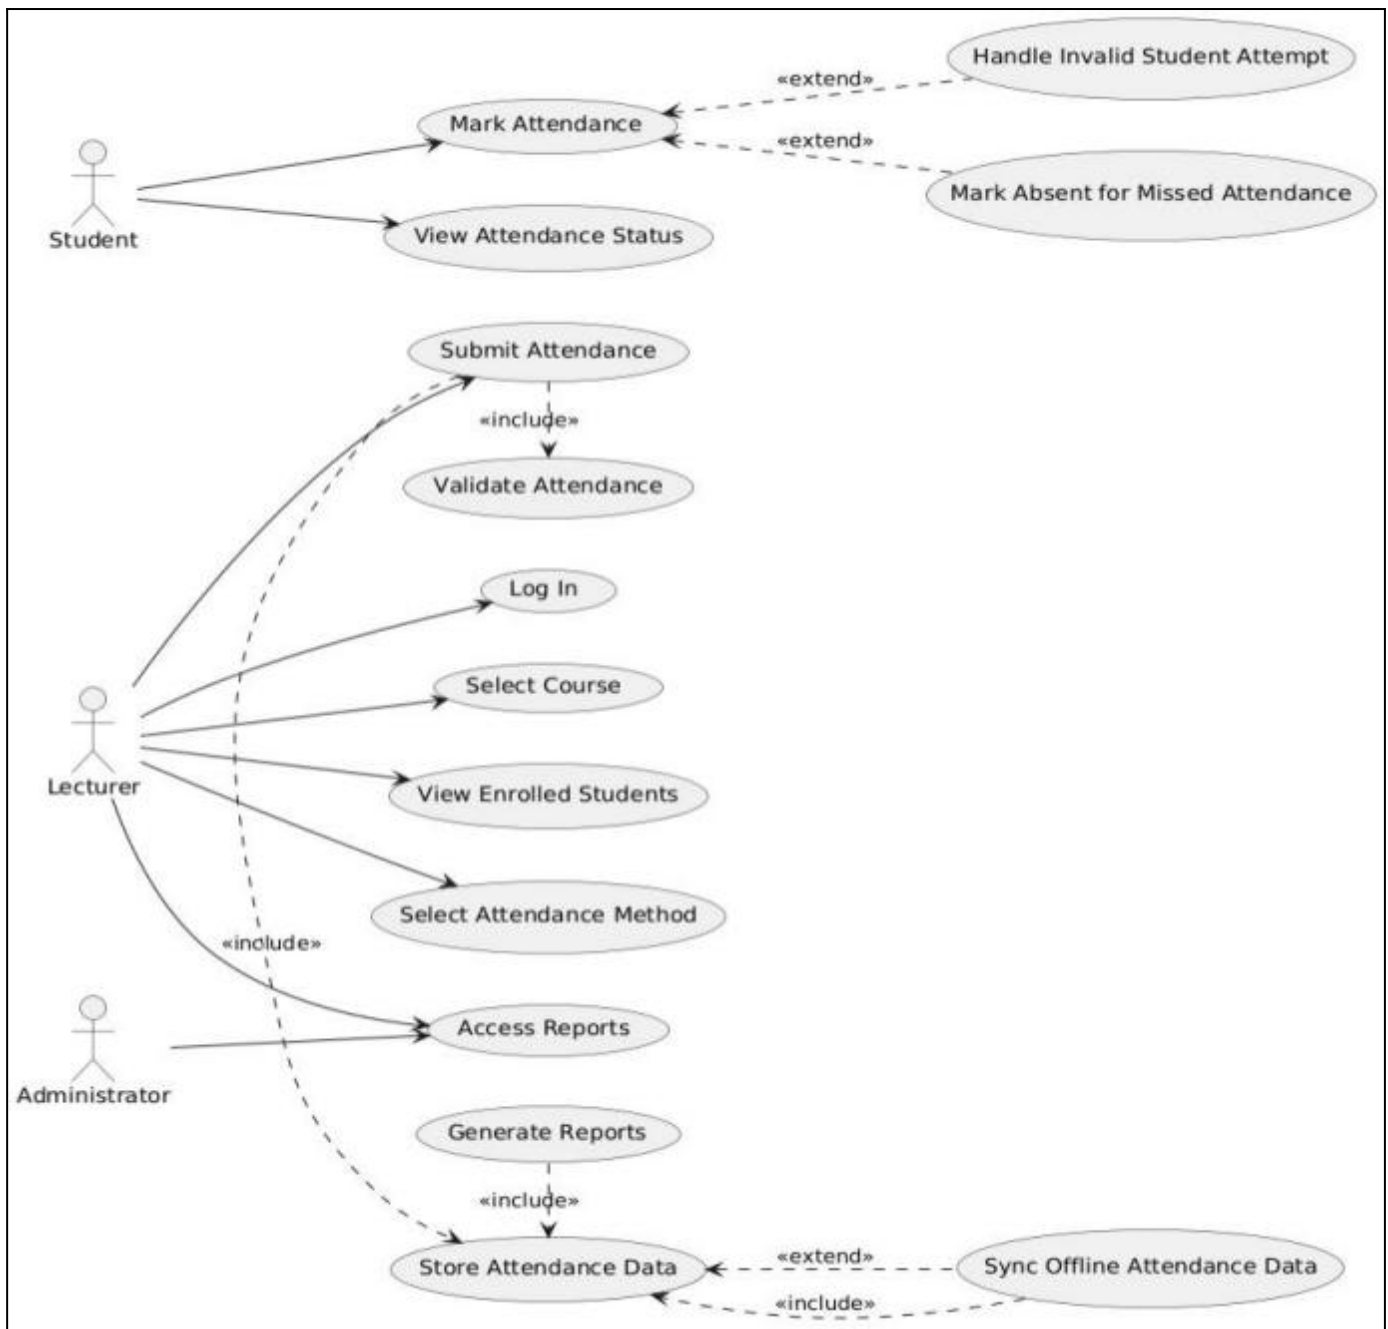 Handle Invalid Student Attempt
«extend»
Mark Attendance
«extend»
Mark Absent for Missed Attendance
Student
View Attendance Status
Submit Attendance
«include»
Validate Attendance
Log In
Select Course
Lecturer
View Enrolled Students
Select Attendance Method
«include»
Access Reports
Administrator
Generate Reports
«include»
«extend»
Store Attendance Data
Sync Offline Attendance Data
«include»